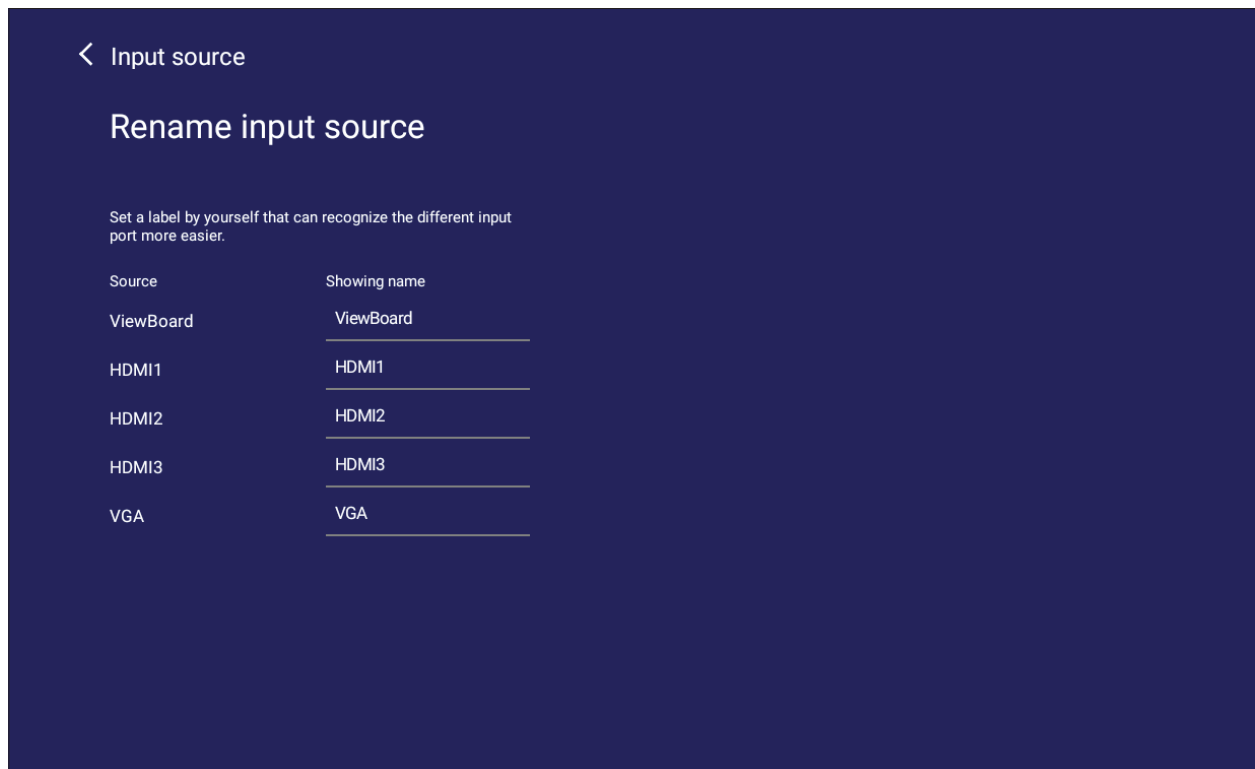 Input source
Rename input source
Set a label by yourself that can recognize the different input
port more easier.
Source Showing name
ViewBoard ViewBoard
HDMI1 HDMI1
HDMI2 HDMI2
HDMI3 HDMI3
VGA VGA